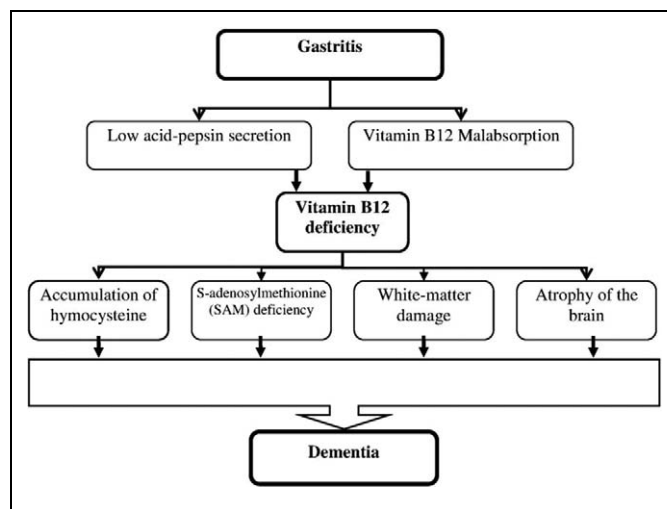 Gastritis
Low acid-pepsin secretion
Vitamin B12 Malabsorption
Vitamin B12
deficiency
Accumulation of
hymocysteine
S-adenosylmethionine
(SAM) deficiency
White-matter
damage
Atrophy of the
brain
Dementia